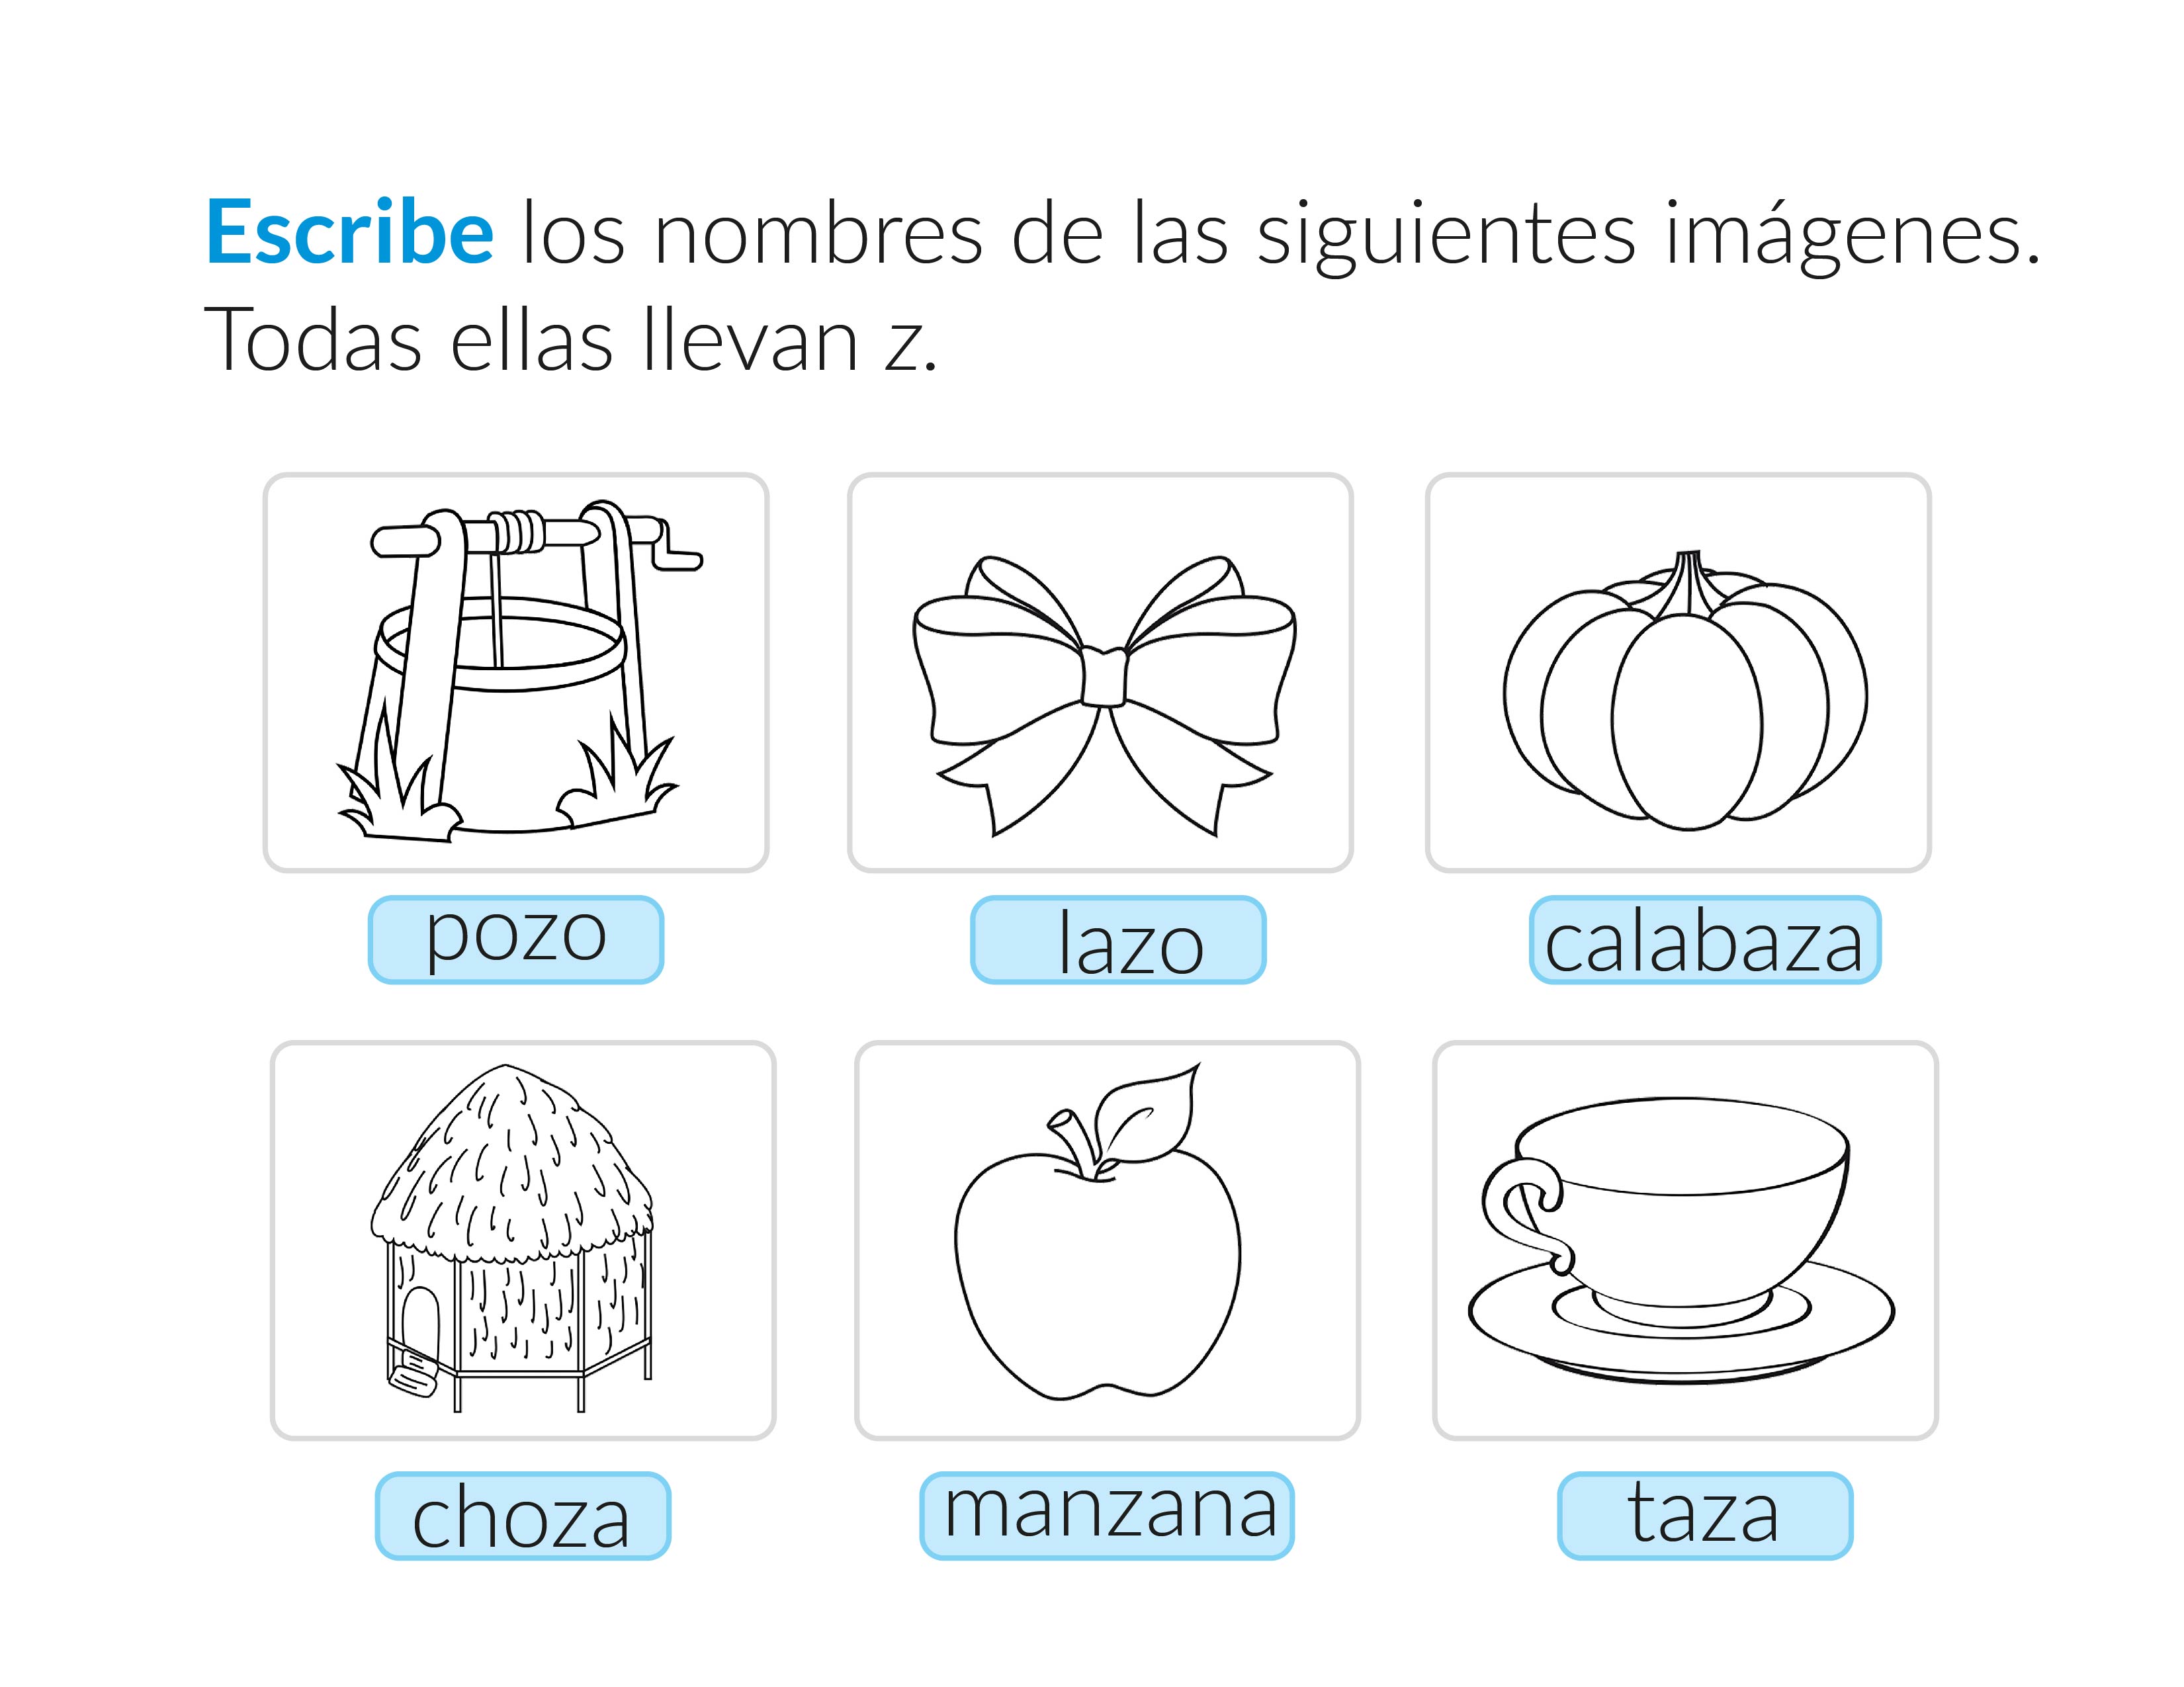 Escribe los nombres de las siguientes imágenes.
Todas ellas llevan z.
pozo
lazo
calabaza
choza
manzana
taza